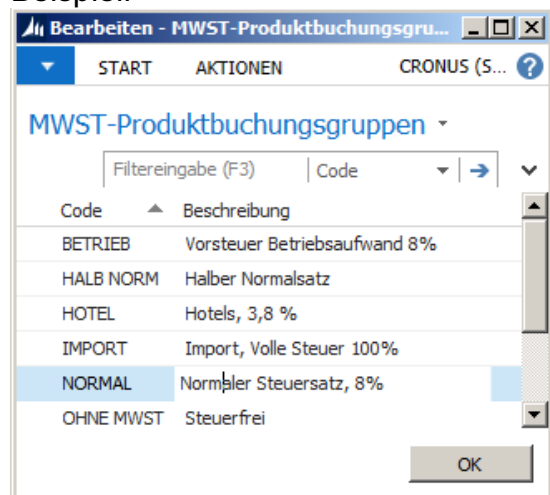 Beispiel:
Bearbeiten - MWST-Produktbuchungsgru...
START AKTIONEN CRONUS (S... ?
MWST-Produktbuchungsgruppen
Filtereingabe (F3) Code
Code Beschreibung
BETRIEB Vorsteuer Betriebsaufwand 8%
HALB NORM Halber Normalsatz
HOTEL Hotels, 3,8 %
IMPORT Import, Volle Steuer 100%
NORMAL Normaler Steuersatz, 8%
OHNE MWST Steuerfrei
OK